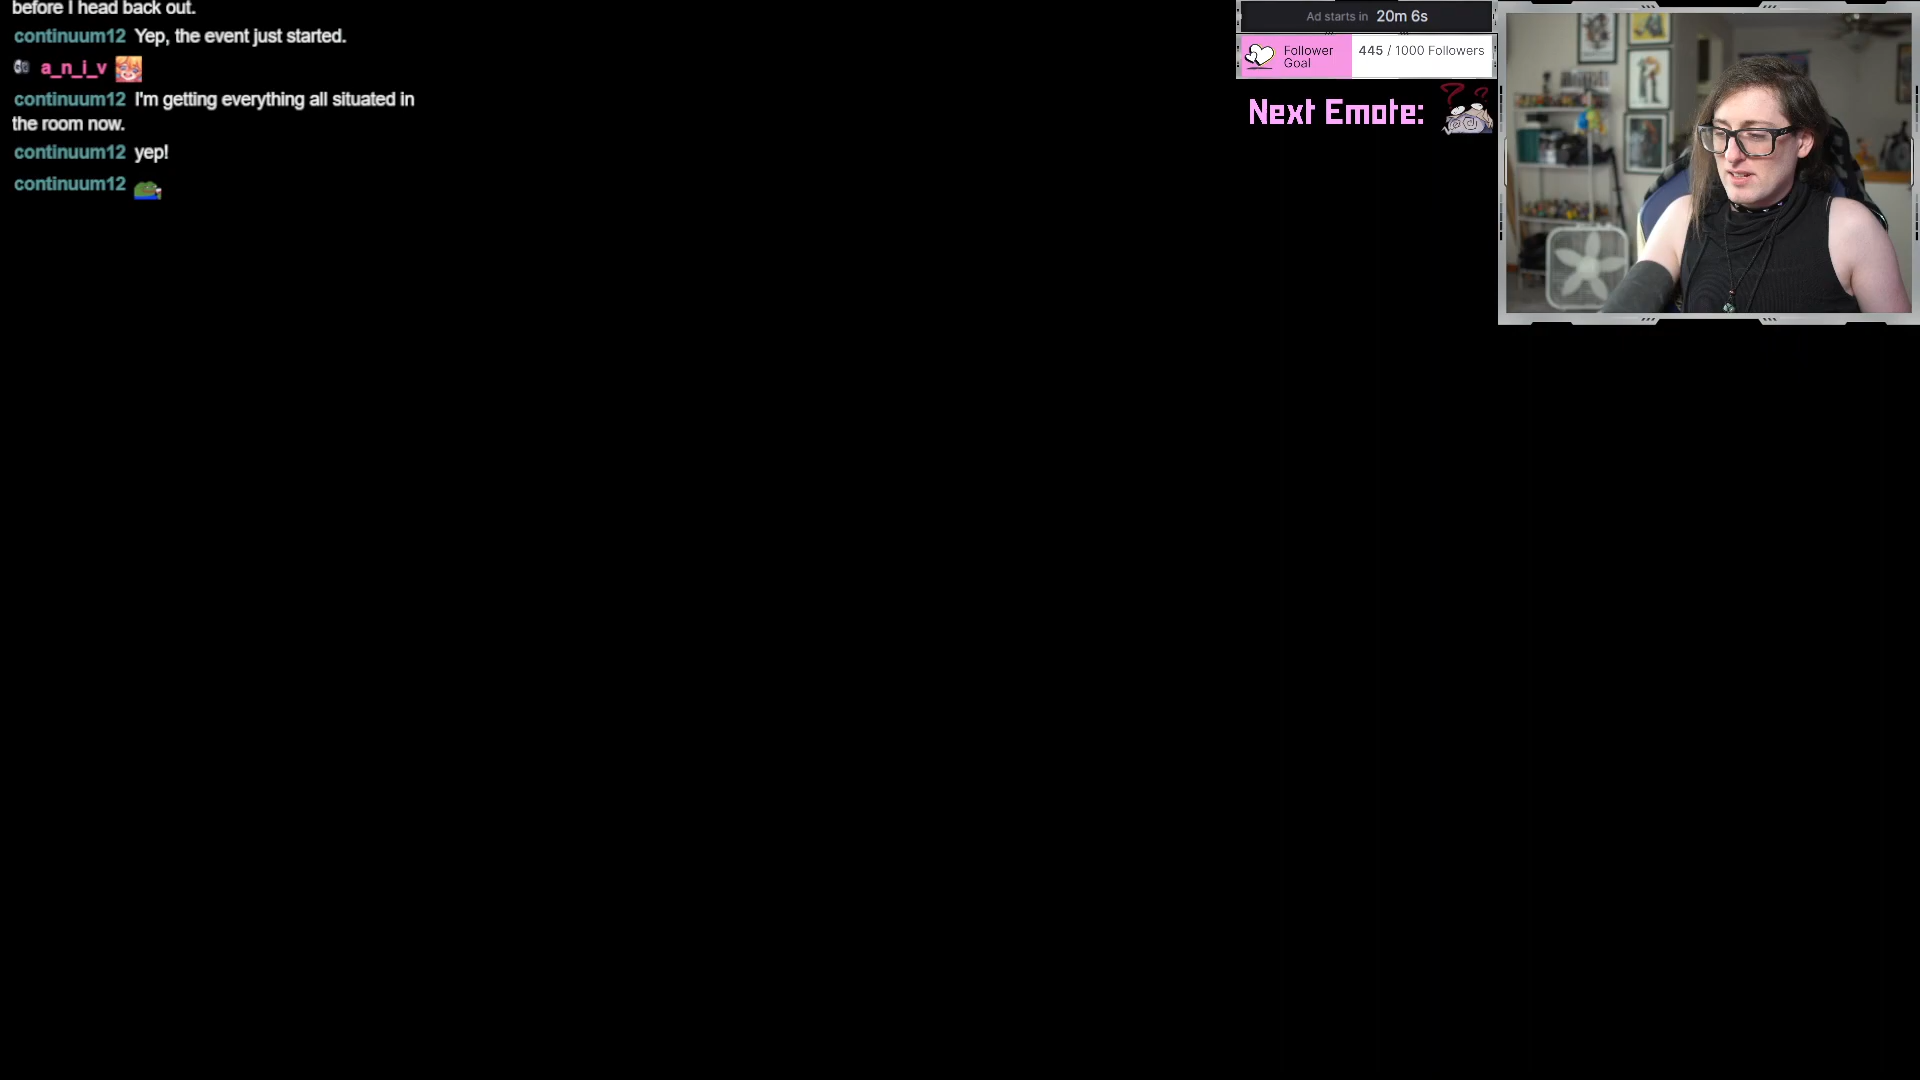 before I head back out.
continuum12 Yep, the event just started.
a_n_i_v
continuum12 I'm getting everything all situated in
the room now.
continuum12 yep!
continuum12
Ad starts in 20m 6s
Follower
Goal
445 / 1000 Followers
Next Emote: